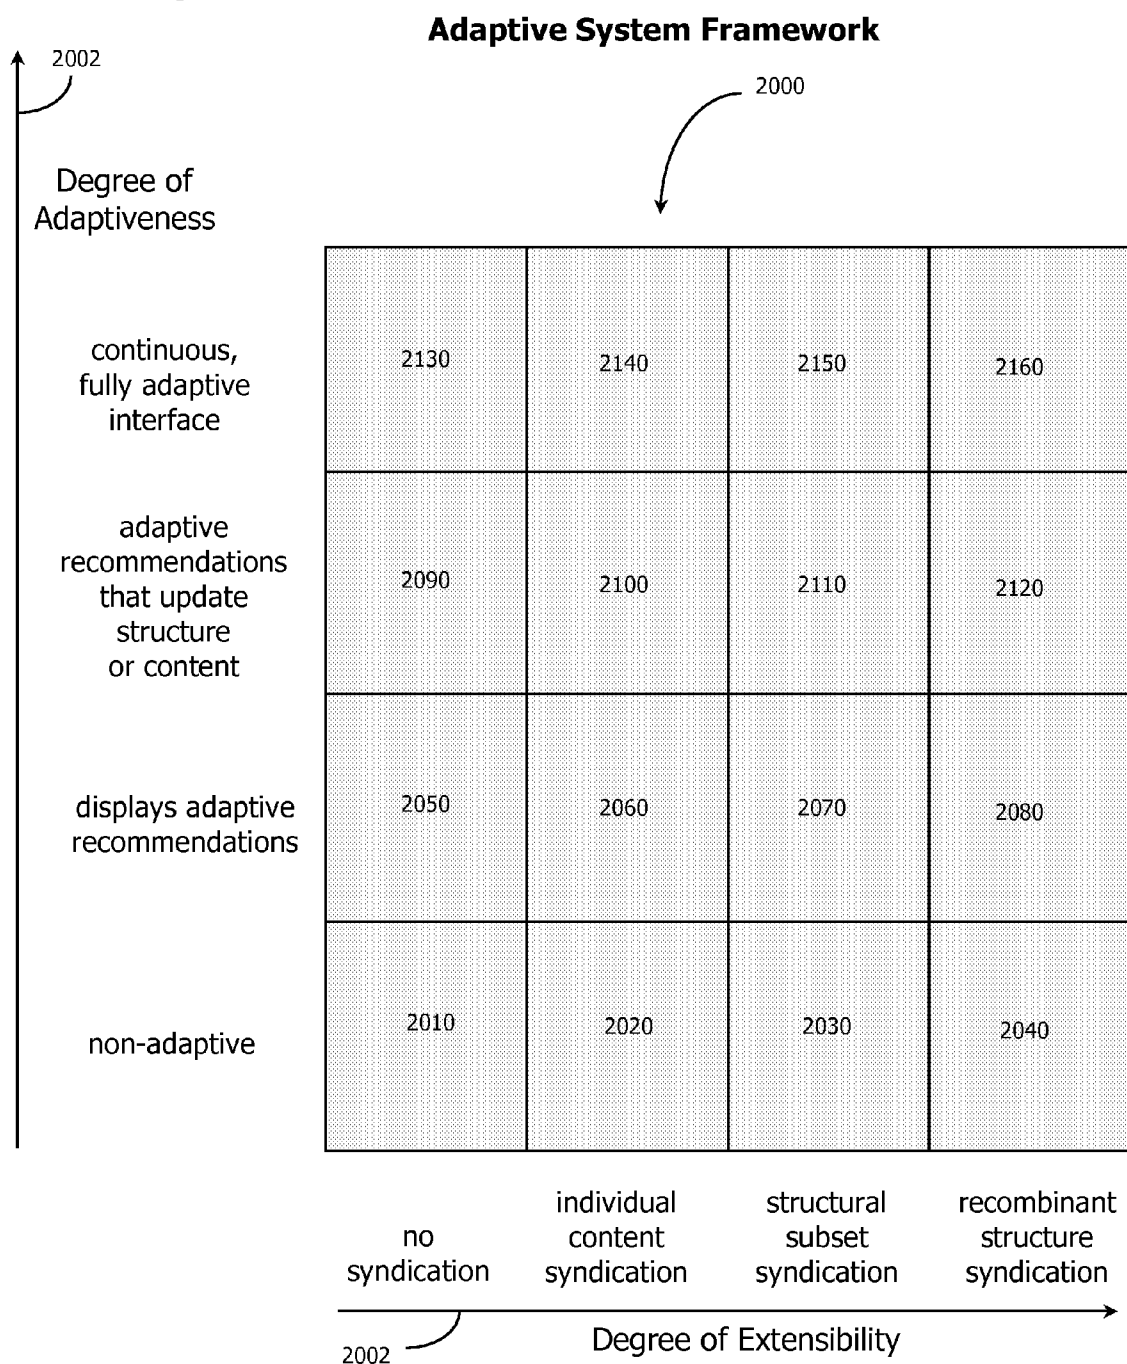 Adaptive System Framework
2002
2000
Degree of
Adaptiveness
continuous,
fully adaptive
interface
2130
2140
2150
2160
adaptive
recommendations
that update
structure
or content
2090
2100
2110
2120
displays adaptive
recommendations
2050
2060
2070
2080
non-adaptive
2010
2020
2030
2040
no
syndication
individual
content
syndication
structural
subset
syndication
recombinant
structure
syndication
2002
Degree of Extensibility